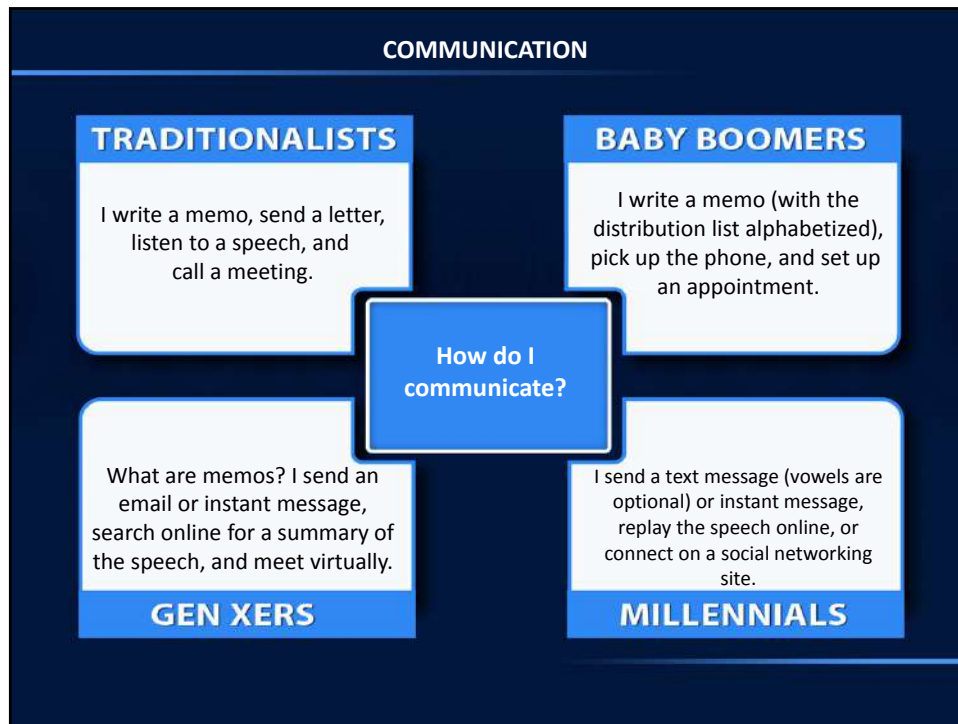 COMMUNICATION
TRADITIONALISTS
I write a memo, send a letter,
listen to a speech, and
call a meeting.
BABY BOOMERS
I write a memo (with the
distribution list alphabetized),
pick up the phone, and set up
an appointment.
How do I
communicate?
What are memos? I send an
email or instant message,
search online for a summary of
the speech, and meet virtually.
GEN XERS
I send a text message (vowels are
optional) or instant message,
replay the speech online, or
connect on a social networking
site.
MILLENNIALS